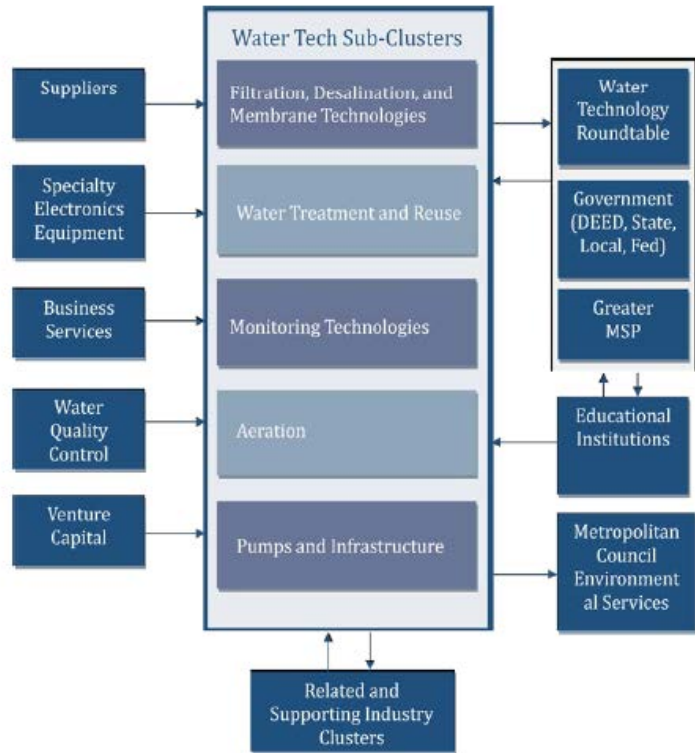 Water Tech Sub-Clusters
Suppliers
Specialty
Electronics
Equipment
Business
Services
Water
Quality
Control
Venture
Capital
Filtration, Desalination, and
Membrane Technologies
Water Treatment and Reuse
Monitoring Technologies
Aeration
Pumps and Infrastructure
Water
Technology
Roundtable
Government
(DEED, State,
Local, Fed)
Greater
MSP
Educational
Institutions
Metropolitan
Council
Environment
al Services
Related and
Supporting Industry
Clusters